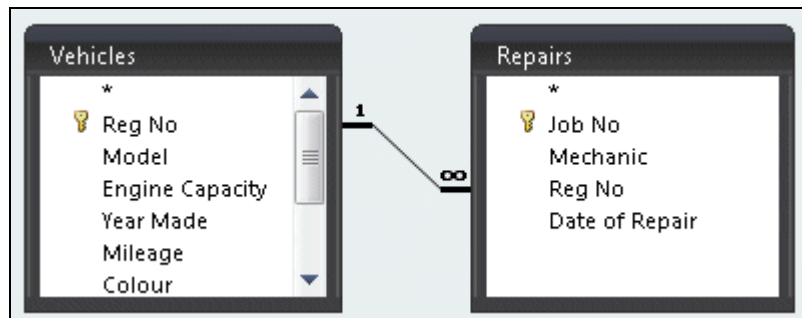 Vehicles
*
Reg No
Model
Engine Capacity
Year Made
Mileage
Colour
1
∞
Repairs
*
Job No
Mechanic
Reg No
Date of Repair